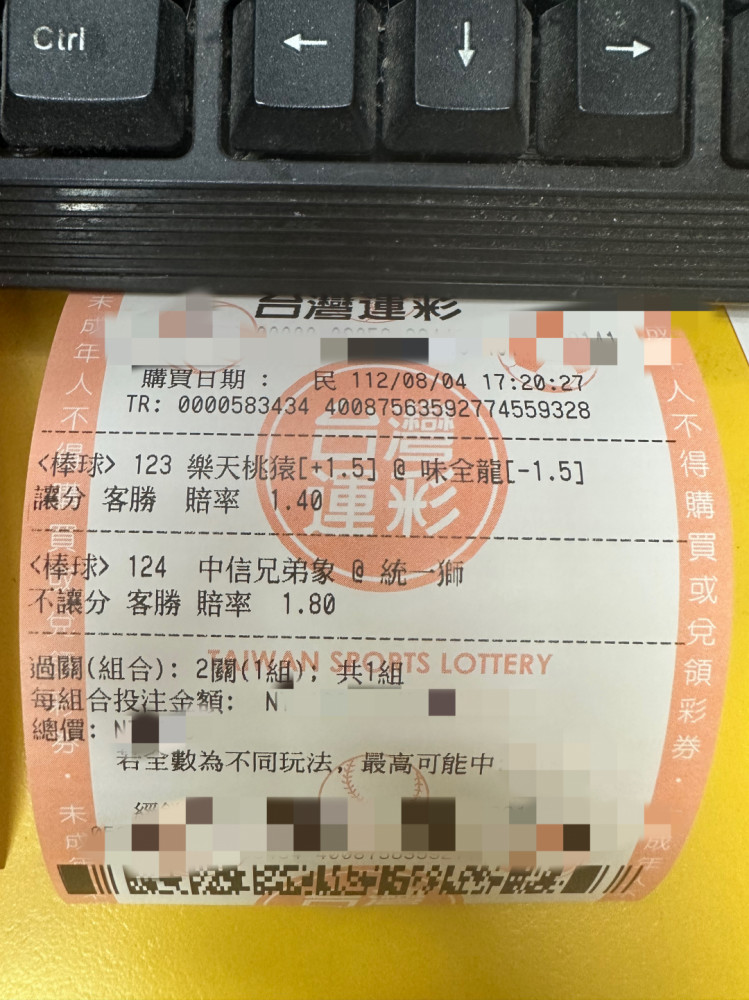 Ctrl
← ↓ →
台灣運彩
購買日期 : 民 112/08/04 17:20:27
TR: 0000583434 40087563592774559328
<棒球> 123 樂天桃猿[+1.5] @ 味全龍[-1.5]
讓分 客勝 賠率 1.40
<棒球> 124 中信兄弟象 @ 統一獅
不讓分 客勝 賠率 1.80
過關(組合): 2關(1組), 共1組
每組合投注金額: N
總價: N
若全數為不同玩法, 最高可能中
台灣
運彩
TAIWAN SPORTS LOTTERY
未成年人不得購買或兌領彩券・未成年
人不得購買或兌領彩券・